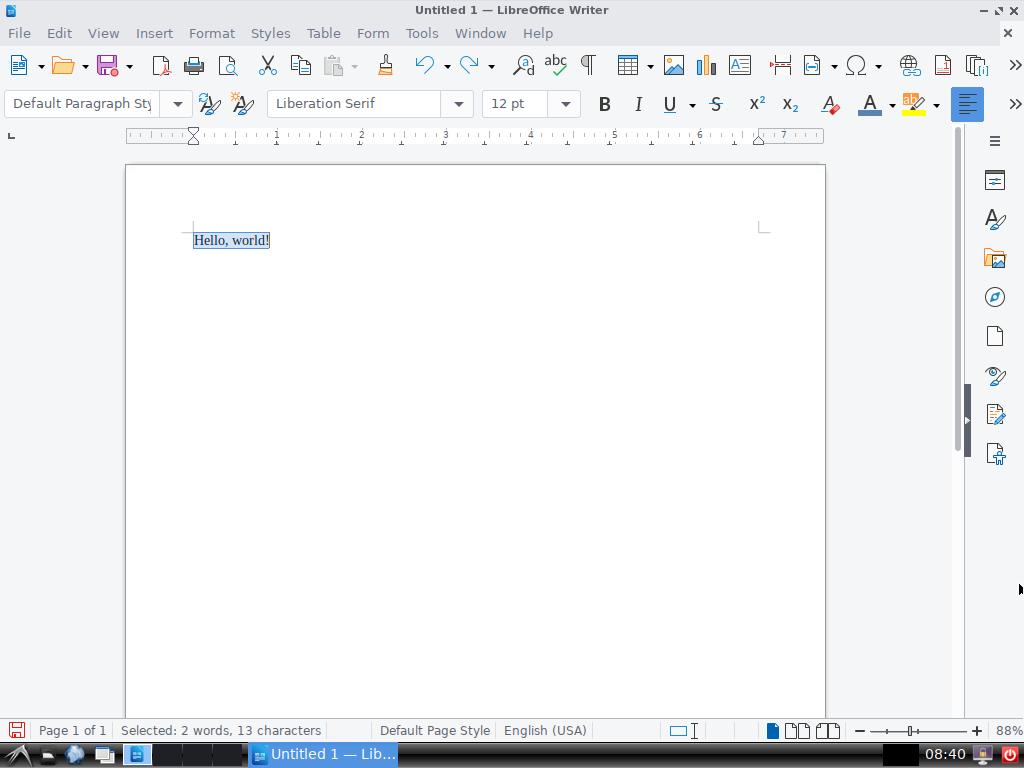 Untitled 1 — LibreOffice Writer
File Edit View Insert Format Styles Table Form Tools Window Help
Default Paragraph Sty Liberation Serif 12 pt
1 2 3 4 5 6 7
Hello, world!
Page 1 of 1 Selected: 2 words, 13 characters Default Page Style English (USA) 88%
Untitled 1 — Lib... 08:40